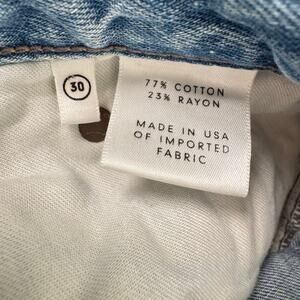 30
77% COTTON
23% RAYON
MADE IN USA
OF IMPORTED
FABRIC